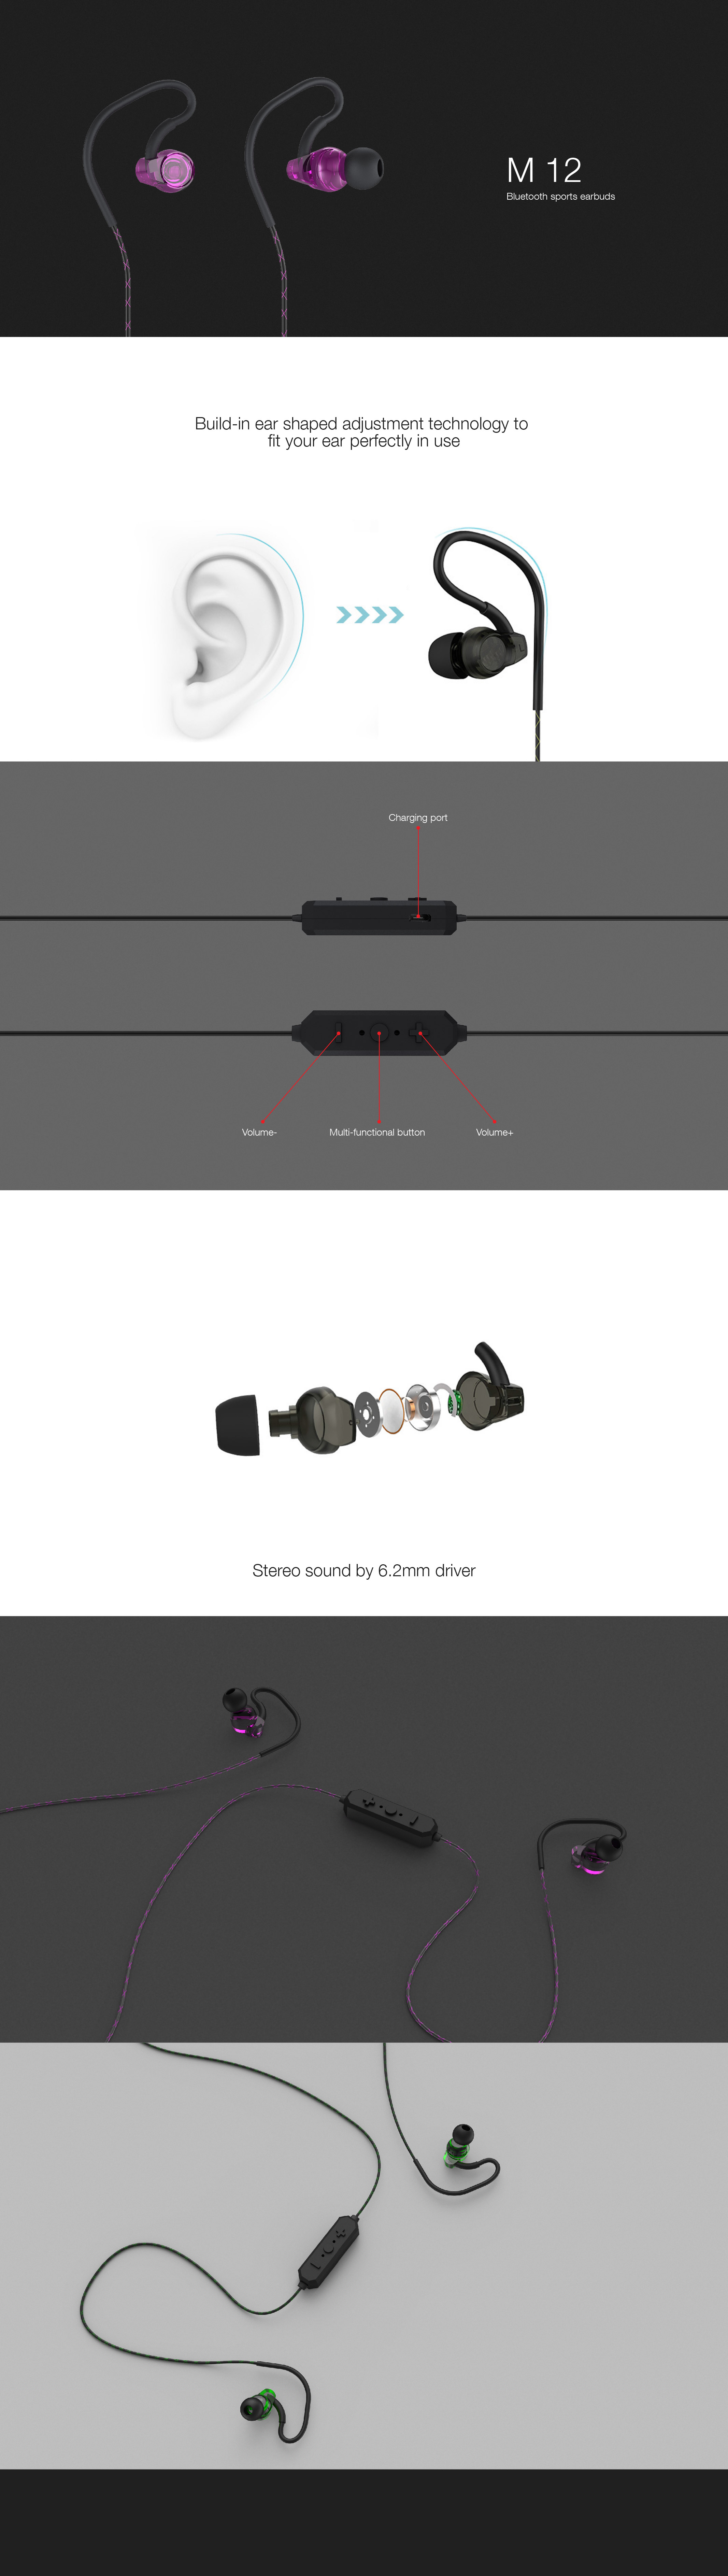 M 12
Bluetooth sports earbuds
Build-in ear shaped adjustment technology to
fit your ear perfectly in use
Charging port
Volume-
Multi-functional button
Volume+
Stereo sound by 6.2mm driver